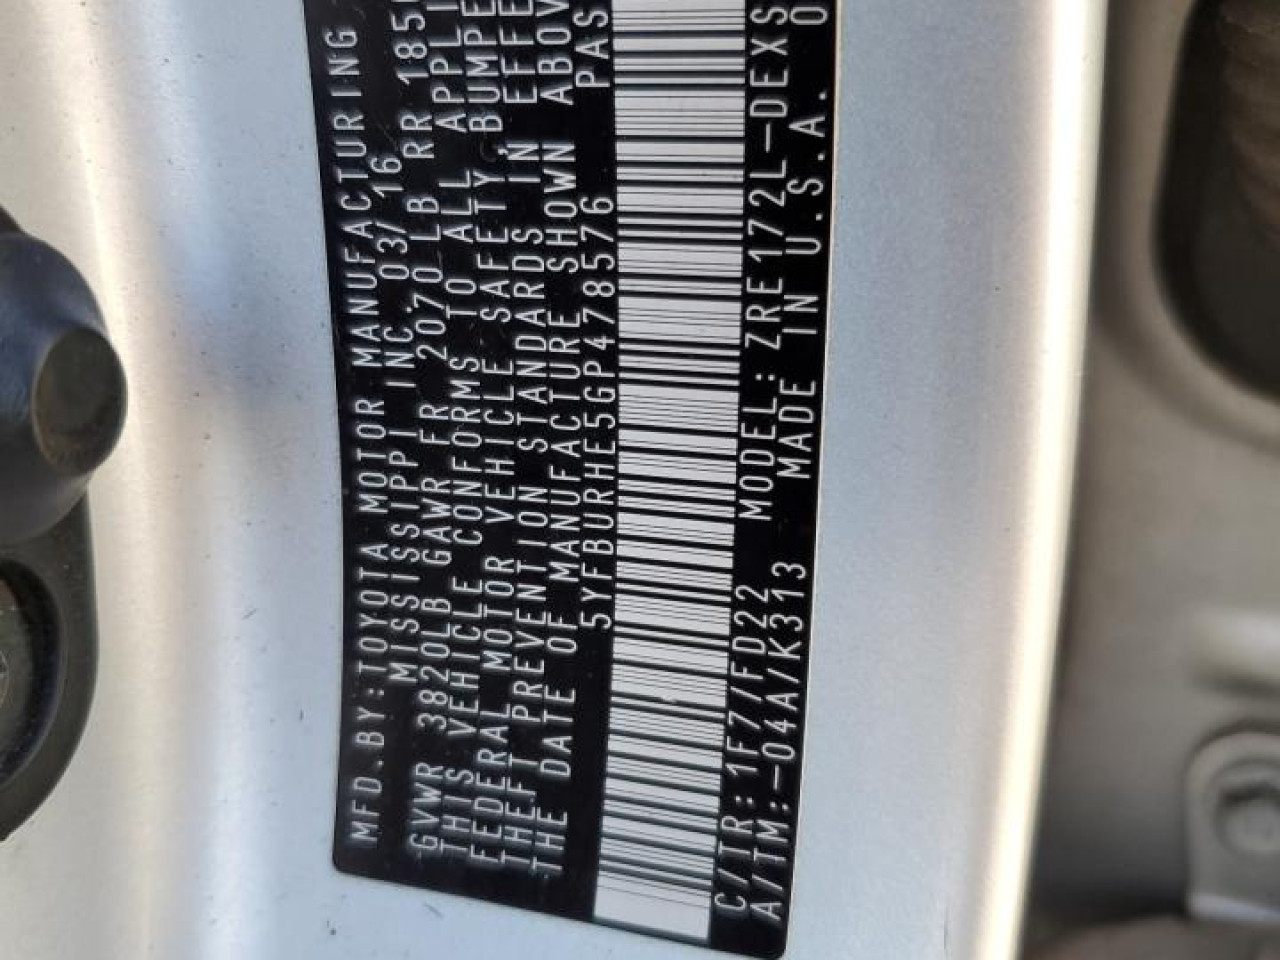 MFD.BY:TOYOTA MOTOR MANUFACTURING
MISSISSIPPI INC. 03/16
GVWR 3820LB GAWR FR 2070LB RR 185
THIS VEHICLE CONFORMS TO ALL APPLI
FEDERAL MOTOR VEHICLE SAFETY, BUMPE
THEFT PREVENTION STANDARDS IN EFFE
THE DATE OF MANUFACTURE SHOWN ABOV
5YFBURHE5GP478576 PAS
C/TR:1F7/FD22 MODEL:ZRE172L-DEXS
A/TM:-04A/K313 MADE IN U.S.A. 0